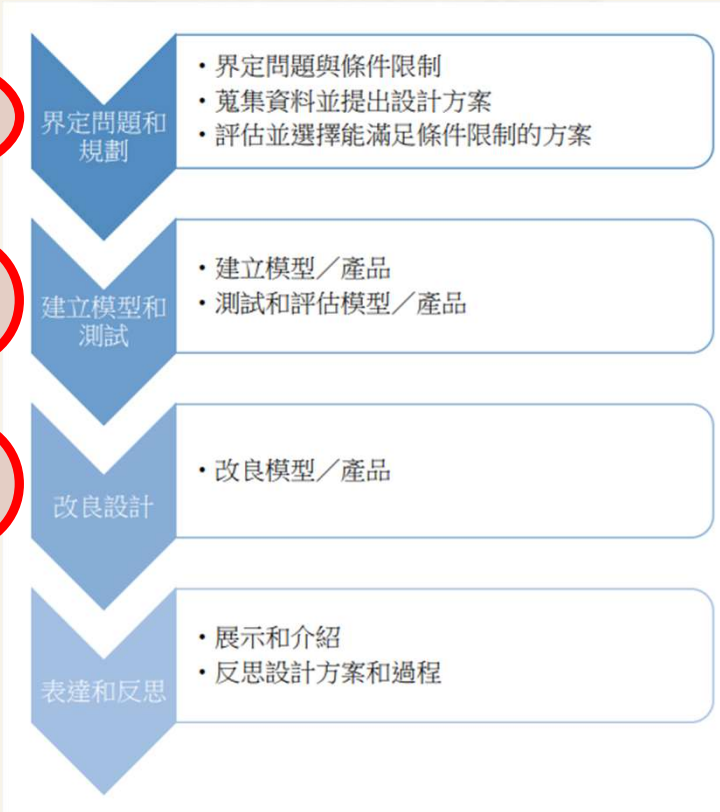 界定問題和
規劃
•界定問題與條件限制
•蒐集資料並提出設計方案
•評估並選擇能滿足條件限制的方案
建立模型和
測試
•建立模型／產品
•測試和評估模型／產品
改良設計
•改良模型／產品
表達和反思
•展示和介紹
•反思設計方案和過程